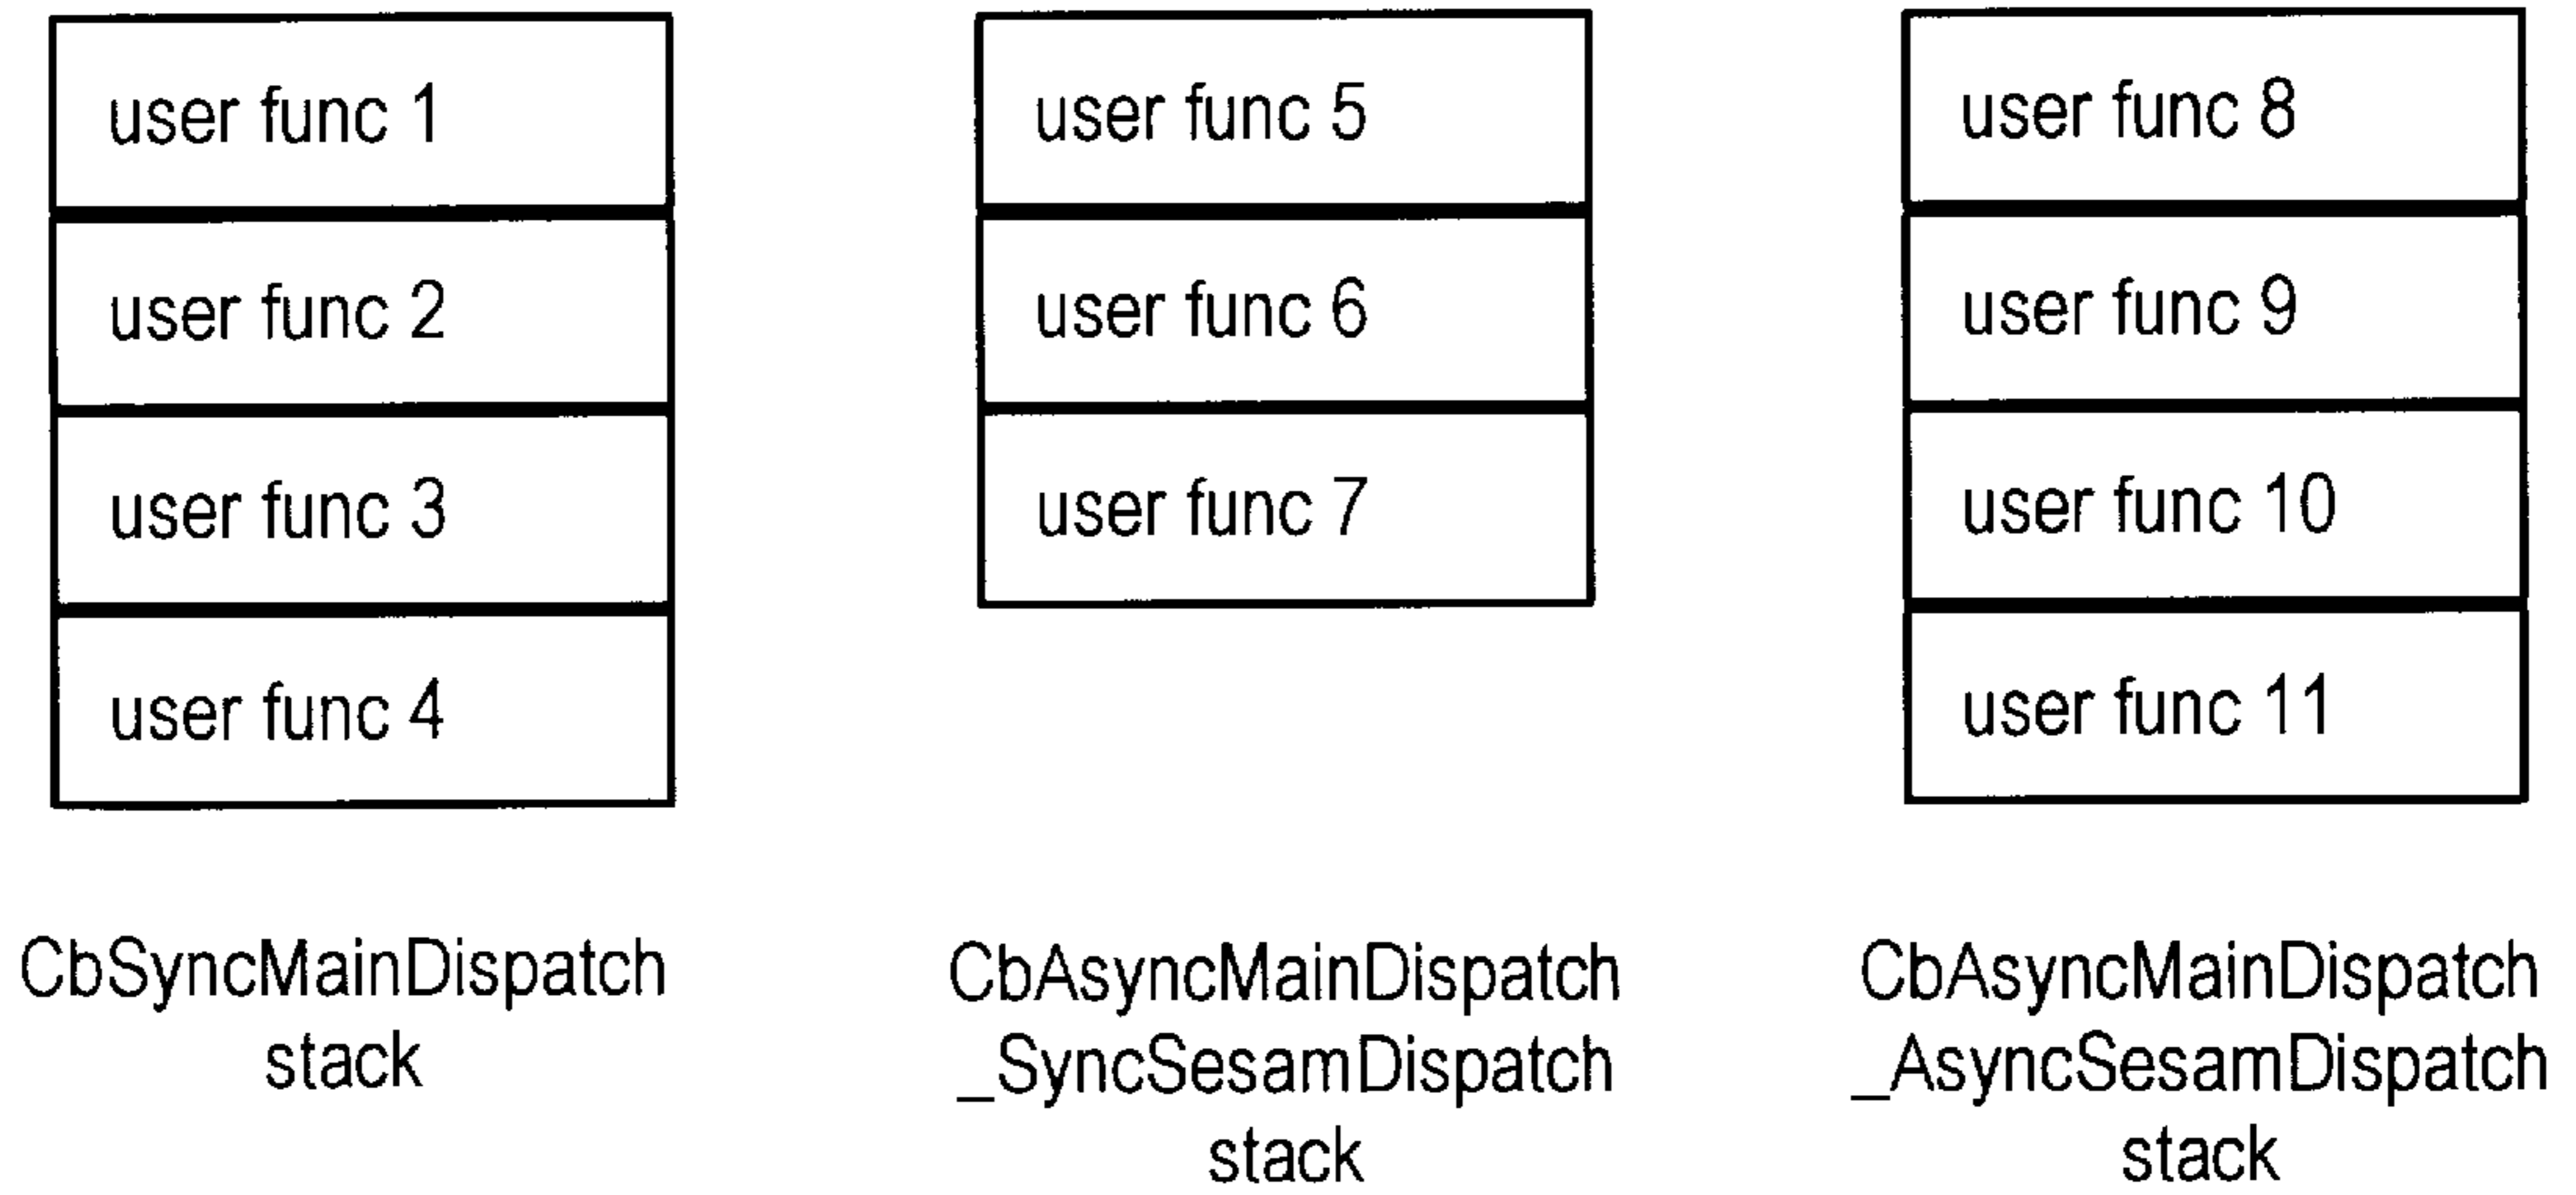 user func 1
user func 2
user func 3
user func 4
CbSyncMainDispatch
stack
user func 5
user func 6
user func 7
CbAsyncMainDispatch
_SyncSesamDispatch
stack
user func 8
user func 9
user func 10
user func 11
CbAsyncMainDispatch
_AsyncSesamDispatch
stack